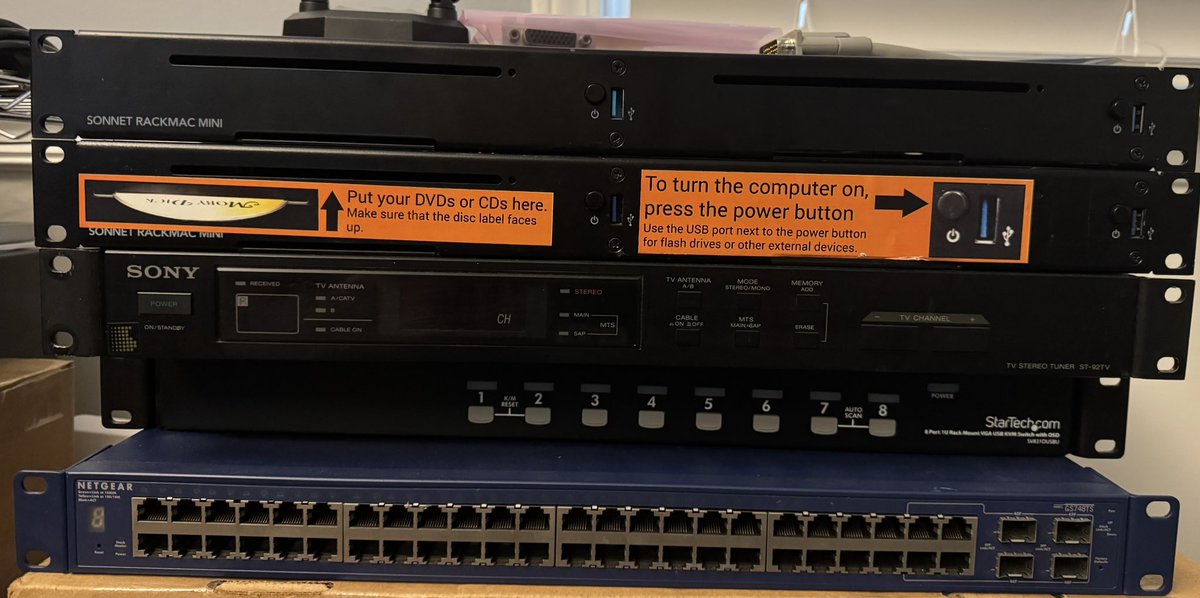 SONNET RACKMAC MINI
Moby Dick
Put your DVDs or CDs here.
Make sure that the disc label faces
up.
To turn the computer on,
press the power button
Use the USB port next to the power button
for flash drives or other external devices.
SONNET RACKMAC MINI
SONY
POWER
ON/STANDBY
RECEIVED
TV ANTENNA
A/CATV
B
CABLE ON
CH
STEREO
MAIN
SAP
MTS
TV ANTENNA
A/B
MODE
STEREO/MONO
MEMORY
ADD
CABLE
ON OFF
MTS
MAIN/SAP
ERASE
− TV CHANNEL +
TV STEREO TUNER ST-92TV
1 K/M RESET 2 3 4 5 6 7 AUTO SCAN 8
POWER
StarTech.com
8 Port 1U Rack Mount VGA USB KVM Switch with OSD
SV831DUSBU
NETGEAR
GS748TS
Reset
Power